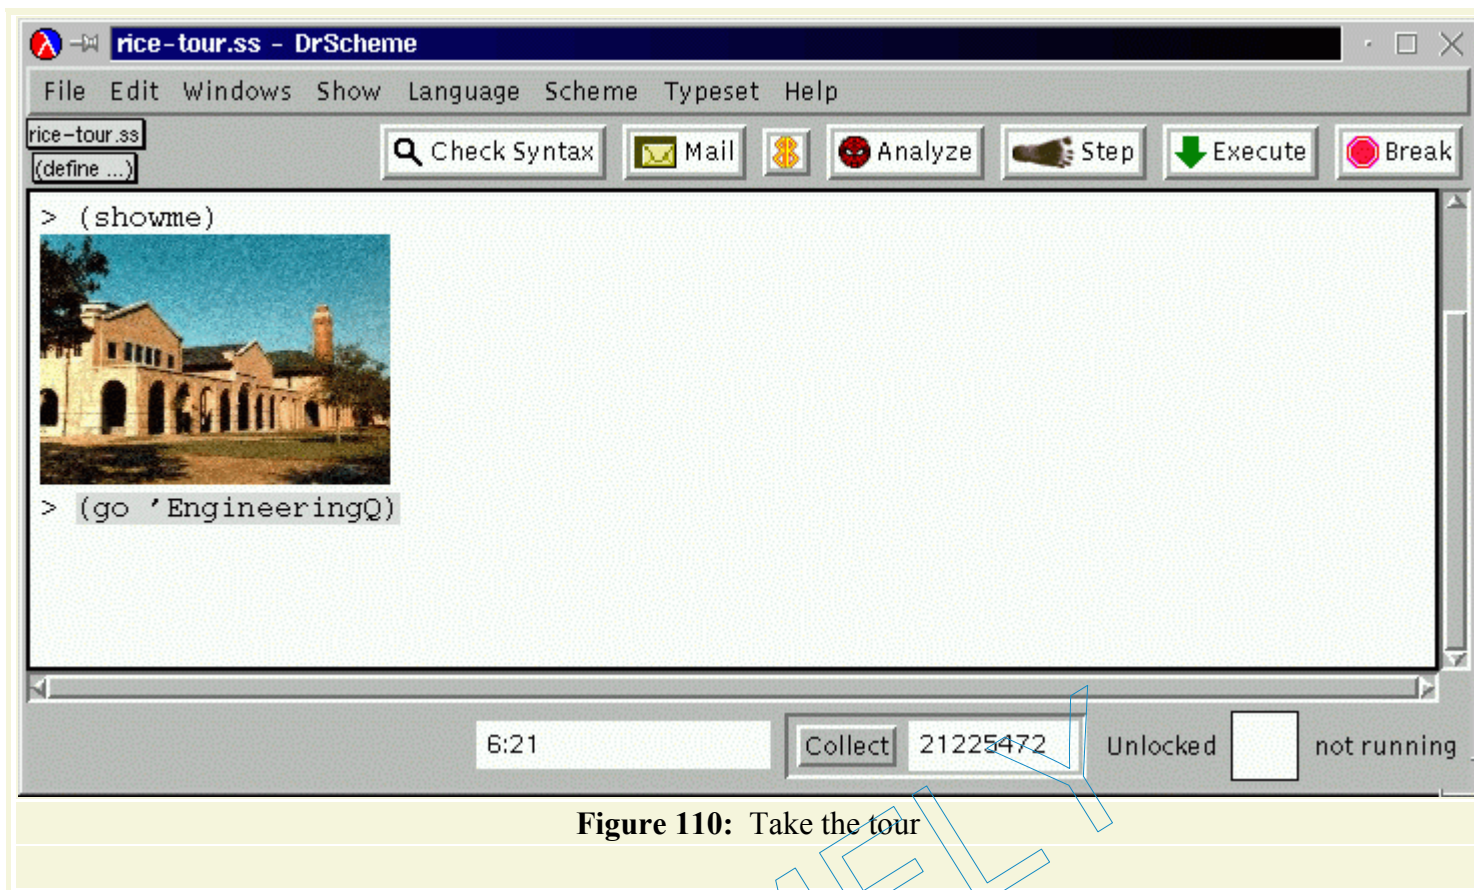 rice-tour.ss - DrScheme
File Edit Windows Show Language Scheme Typeset Help
rice-tour.ss
(define ...)
Check Syntax Mail Analyze Step Execute Break
> (showme)
> (go 'EngineeringQ)
6:21 Collect 21225472 Unlocked not running
Figure 110: Take the tour